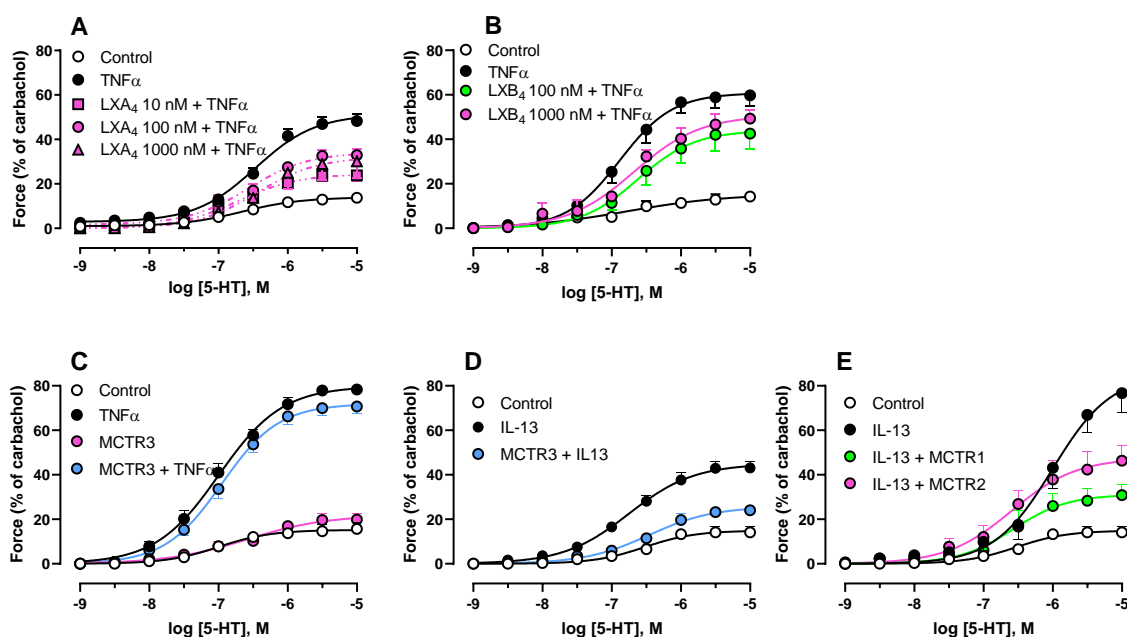 A
Control
TNFα
LXA₄ 10 nM + TNFα
LXA₄ 100 nM + TNFα
LXA₄ 1000 nM + TNFα
Force (% of carbachol)
80
60
40
20
0
-9 -8 -7 -6 -5
log [5-HT], M
B
Control
TNFα
LXB₄ 100 nM + TNFα
LXB₄ 1000 nM + TNFα
Force (% of carbachol)
80
60
40
20
0
-9 -8 -7 -6 -5
log [5-HT], M
C
Control
TNFα
MCTR3
MCTR3 + TNFα
Force (% of carbachol)
80
60
40
20
0
-9 -8 -7 -6 -5
log [5-HT], M
D
Control
IL-13
MCTR3 + IL13
Force (% of carbachol)
80
60
40
20
0
-9 -8 -7 -6 -5
log [5-HT], M
E
Control
IL-13
IL-13 + MCTR1
IL-13 + MCTR2
Force (% of carbachol)
80
60
40
20
0
-9 -8 -7 -6 -5
log [5-HT], M